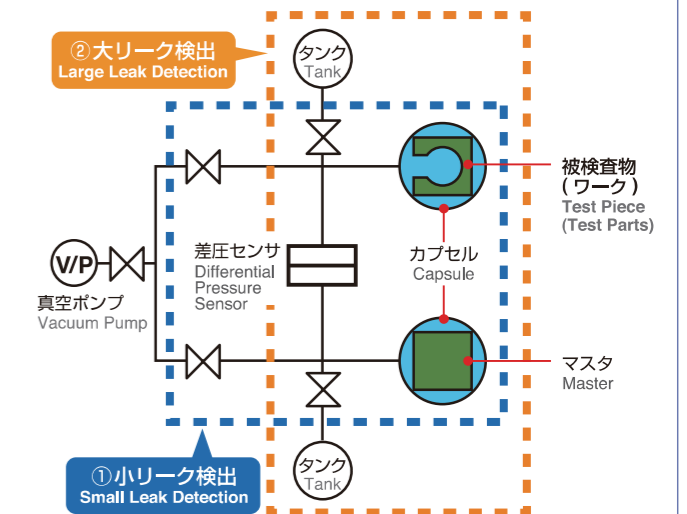 ②大リーク検出
Large Leak Detection
タンク
Tank
被検査物
(ワーク)
Test Piece
(Test Parts)
差圧センサ
Differential
Pressure
Sensor
カプセル
Capsule
V/P
真空ポンプ
Vacuum Pump
マスタ
Master
①小リーク検出
Small Leak Detection
タンク
Tank